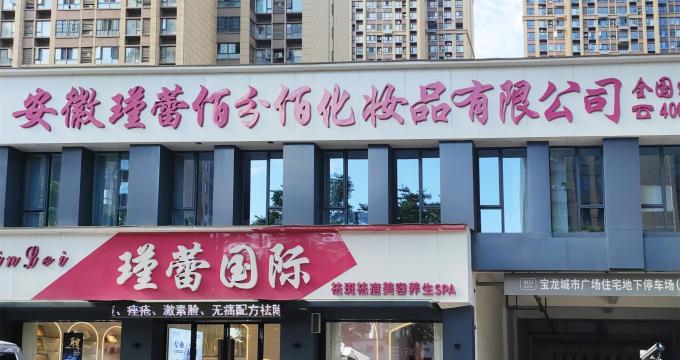 安徽瑾蕾佰分佰化妆品有限公司
全国
☎400
瑾蕾国际
祛斑祛痘美容养生SPA
、痤疮、激素脸、无痛配方祛除
宝龙城市广场住宅地下停车场(